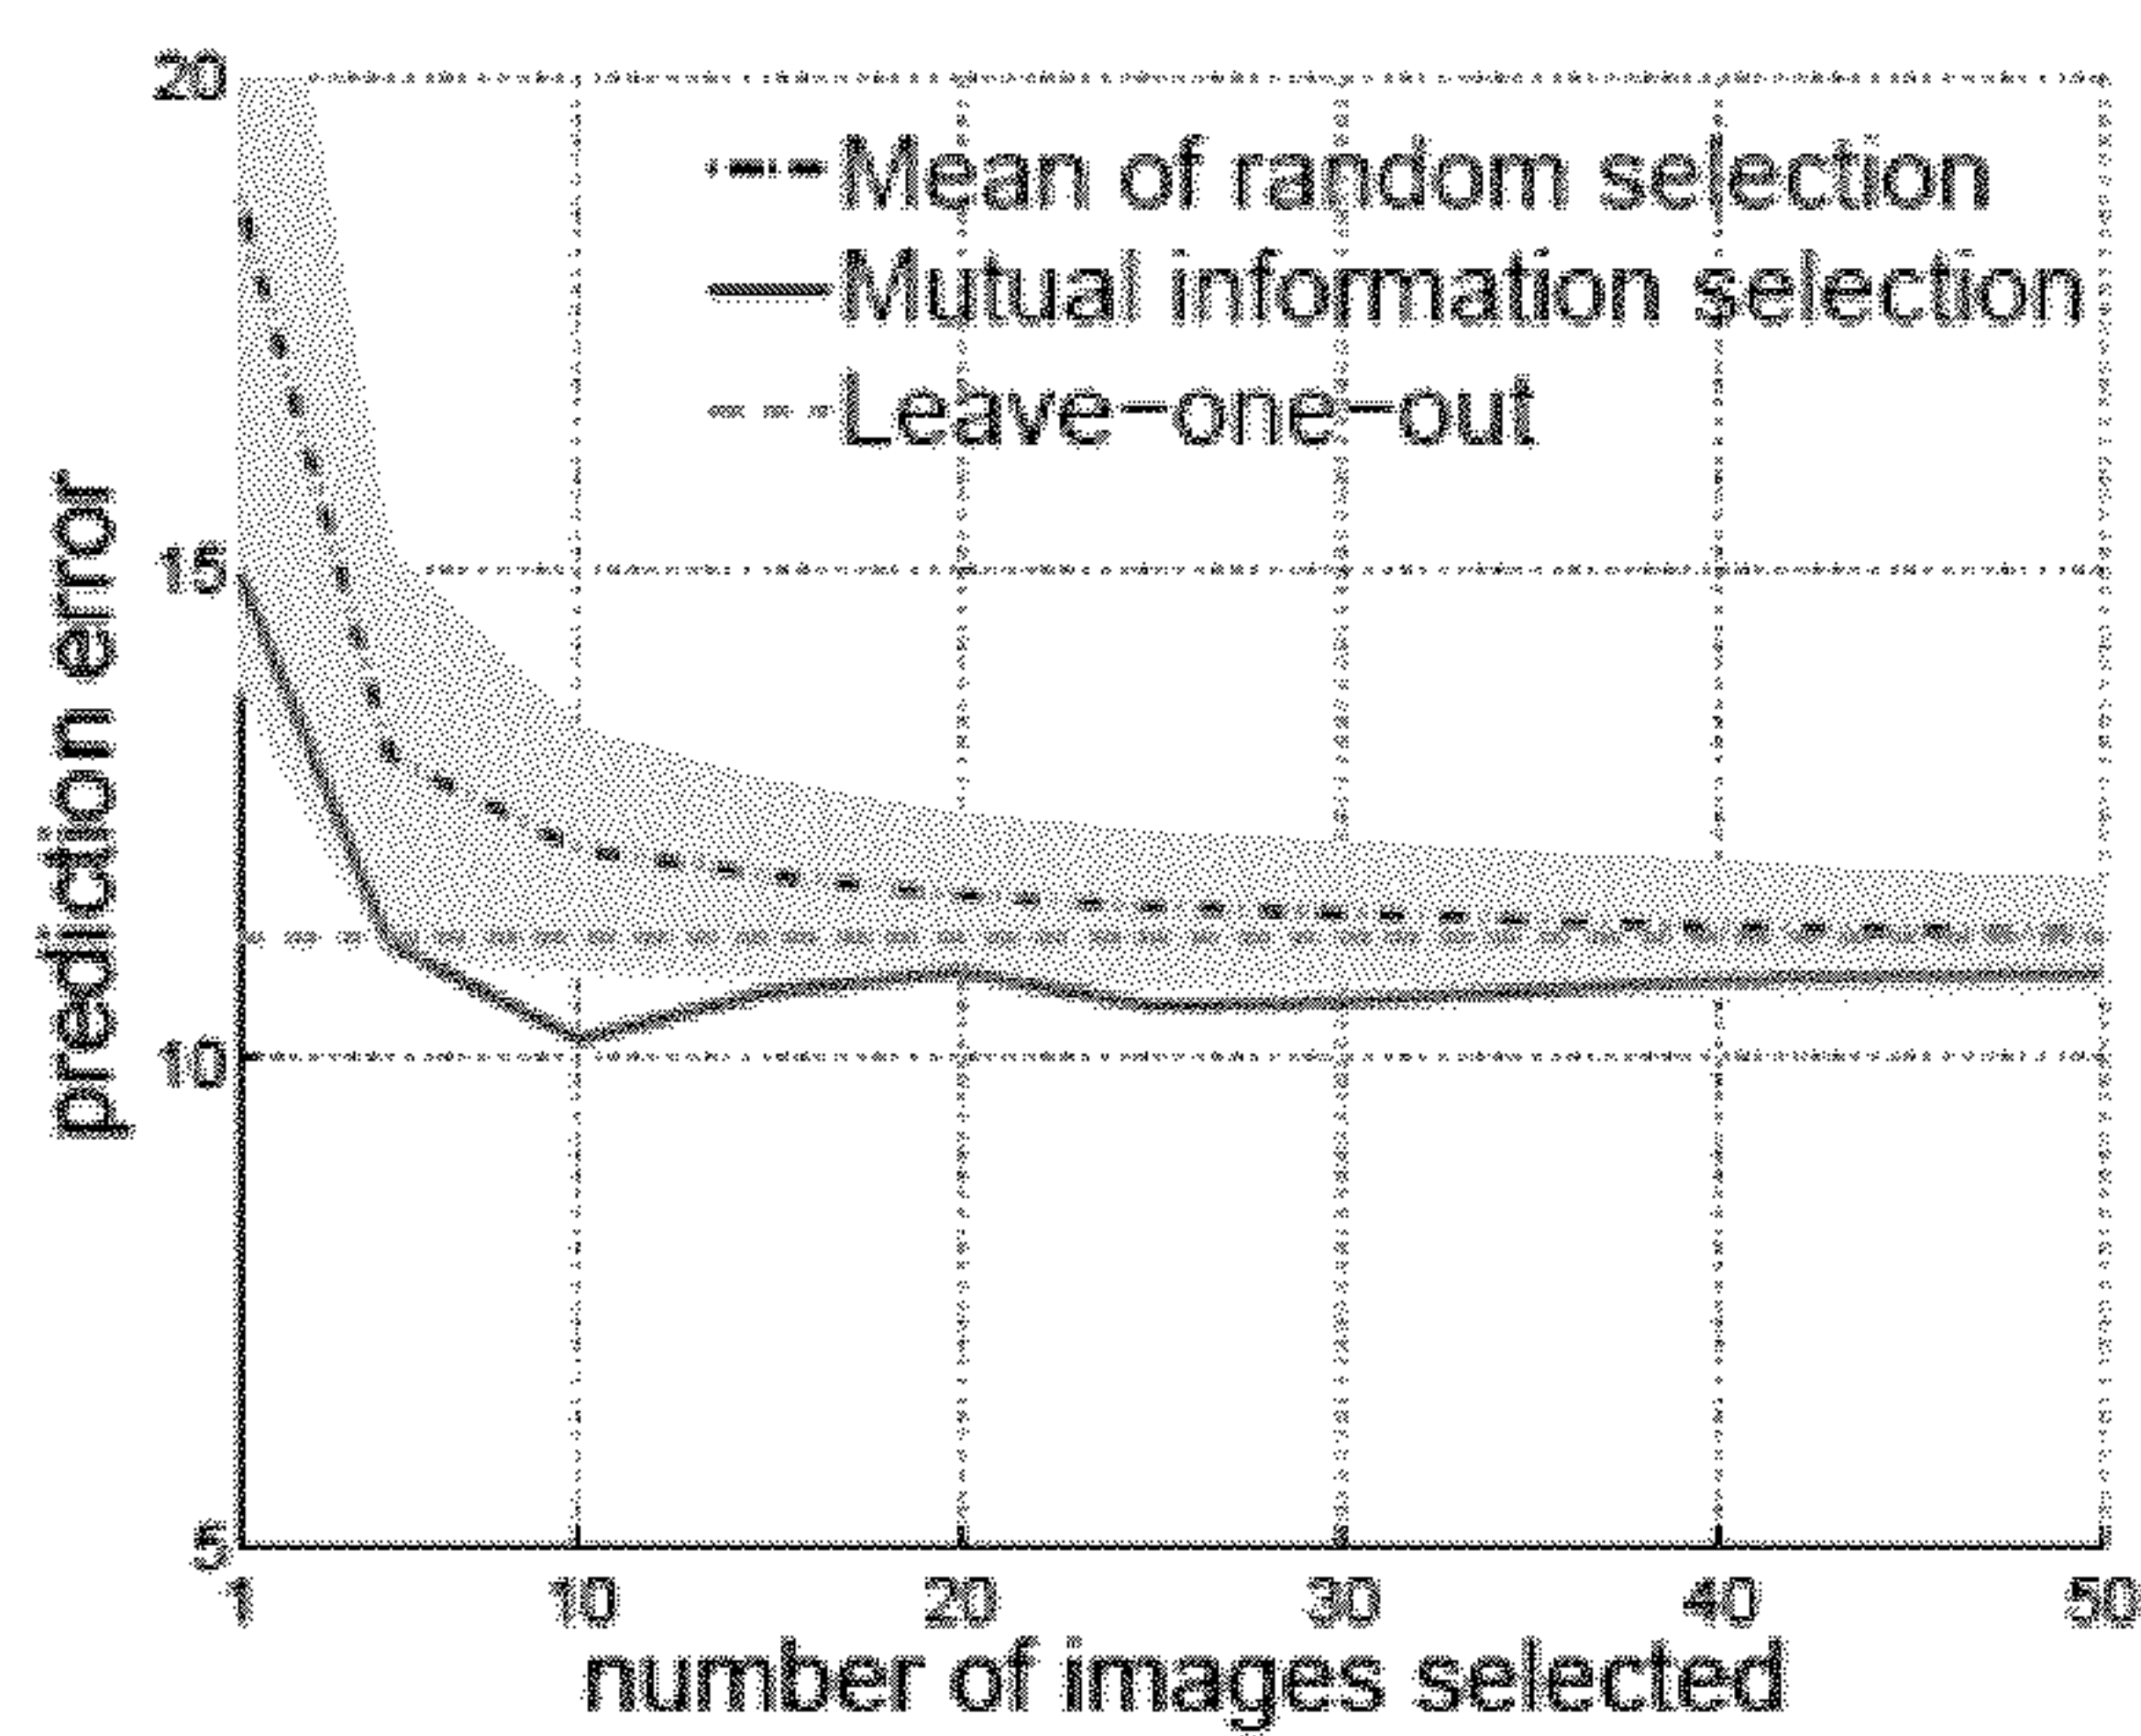 20
Mean of random selection
Mutual information selection
Leave-one-out
15
prediction error
10
5
1 10 20 30 40 50
number of images selected